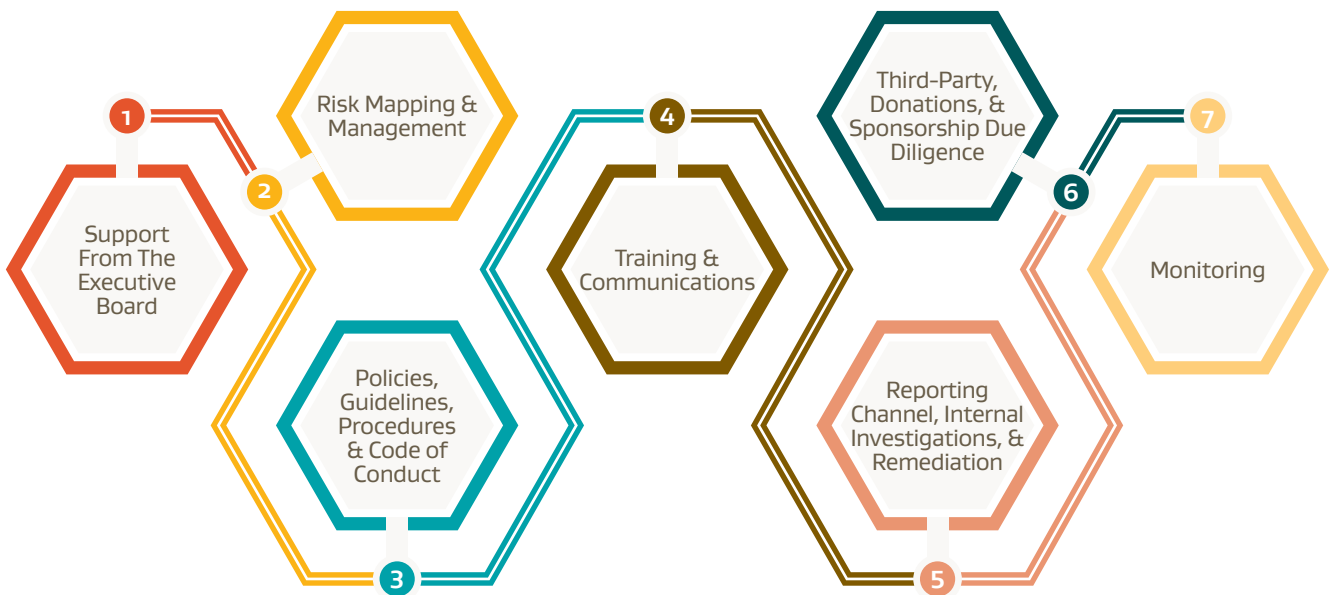 1
Support
From The
Executive
Board
2
Risk Mapping &
Management
3
Policies,
Guidelines,
Procedures
& Code of
Conduct
4
Training &
Communications
5
Reporting
Channel, Internal
Investigations, &
Remediation
6
Third-Party,
Donations, &
Sponsorship Due
Diligence
7
Monitoring